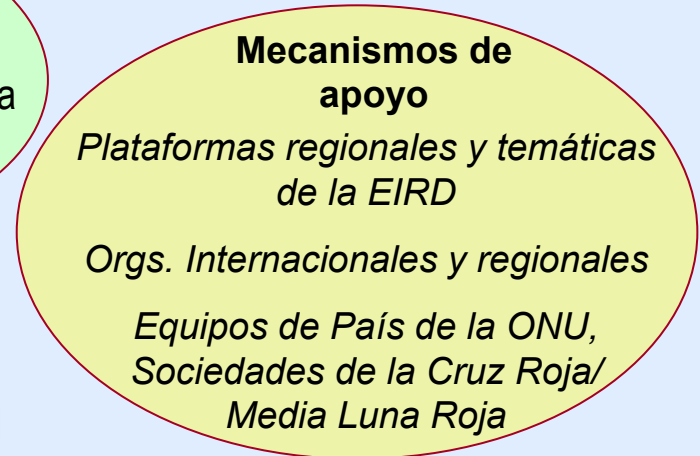 Mecanismos de
apoyo
a
Plataformas regionales y temáticas
de la EIRD
Orgs. Internacionales y regionales
Equipos de País de la ONU,
Sociedades de la Cruz Roja/
Media Luna Roja